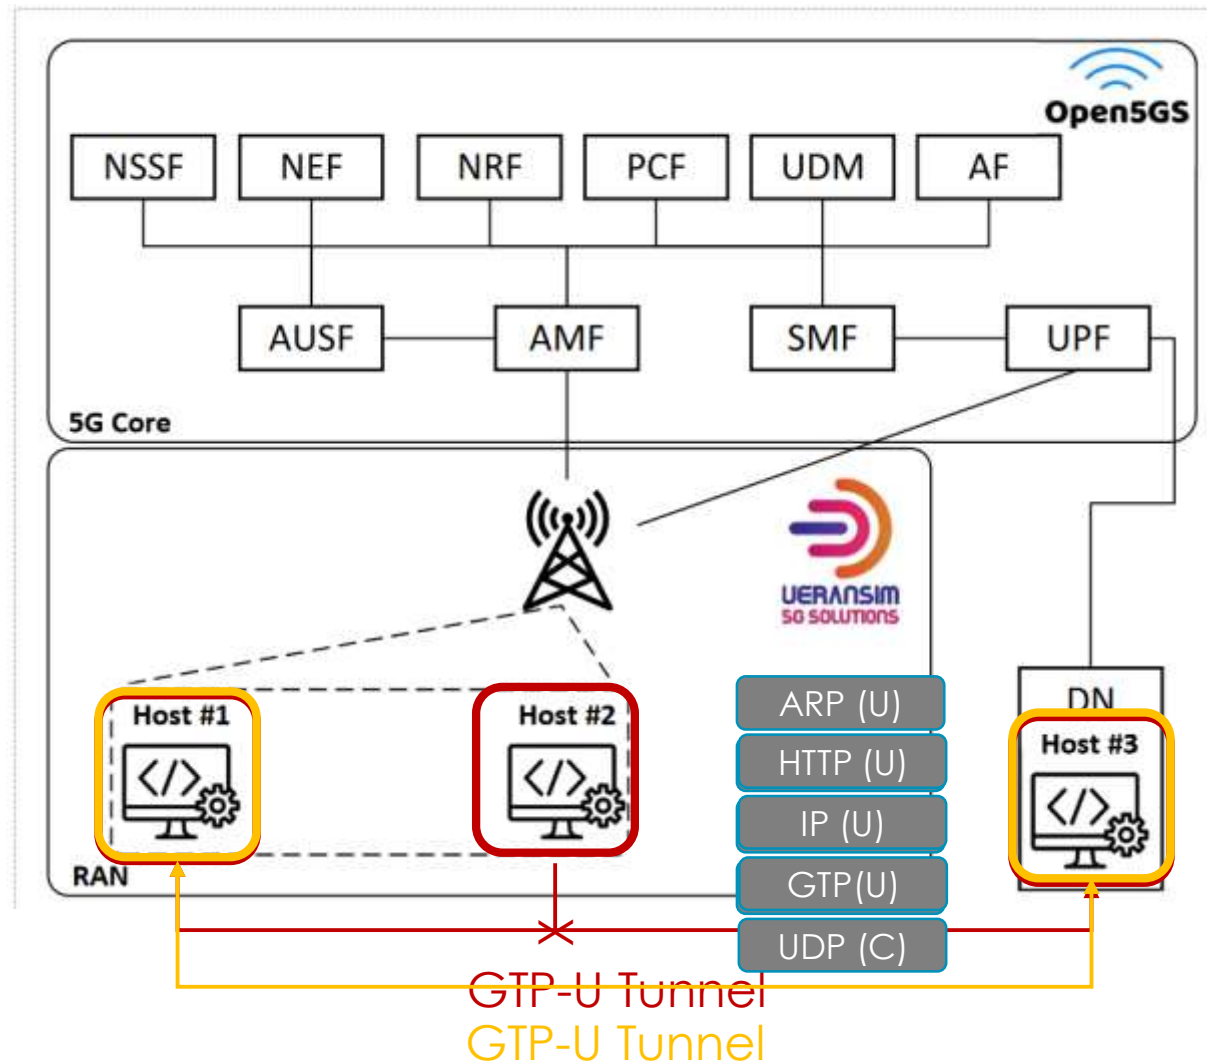 Open5GS
NSSF
NEF
NRF
PCF
UDM
AF
AUSF
AMF
SMF
UPF
5G Core
UERANSIM
5G SOLUTIONS
DN
Host #1
Host #2
Host #3
ARP (U)
HTTP (U)
IP (U)
GTP(U)
UDP (C)
RAN
GTP-U Tunnel
GTP-U Tunnel